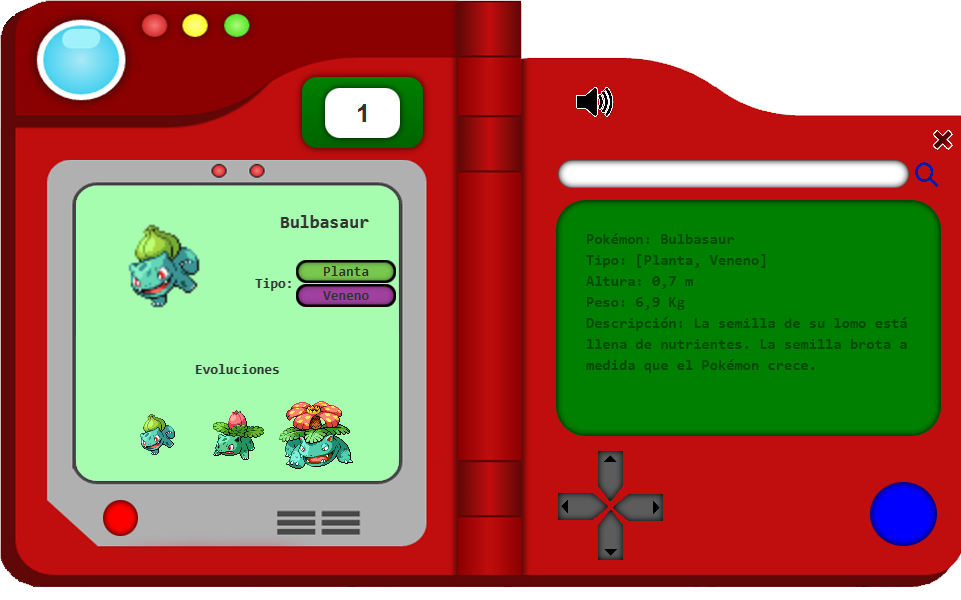 1
Bulbasaur
Tipo:
Planta
Veneno
Evoluciones
Pokémon: Bulbasaur
Tipo: [Planta, Veneno]
Altura: 0,7 m
Peso: 6,9 Kg
Descripción: La semilla de su lomo está
llena de nutrientes. La semilla brota a
medida que el Pokémon crece.